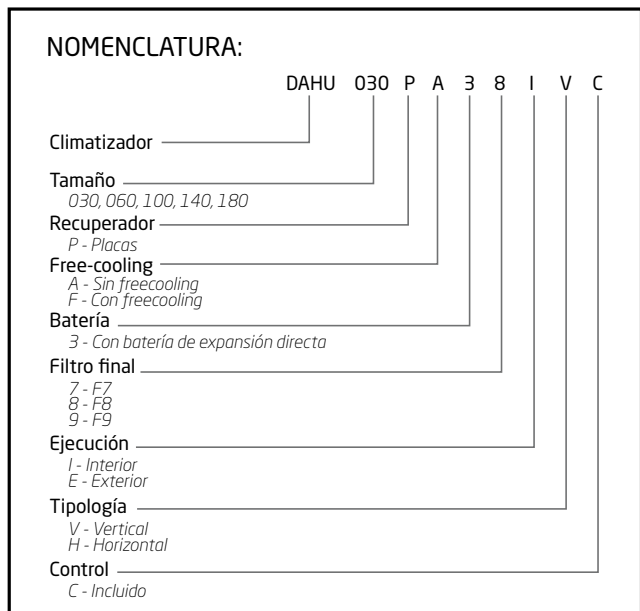 NOMENCLATURA:
DAHU 030 P A 3 8 I V C
Climatizador
Tamaño
030, 060, 100, 140, 180
Recuperador
P - Placas
Free-cooling
A - Sin freecooling
F - Con freecooling
Batería
3 - Con batería de expansión directa
Filtro final
7 - F7
8 - F8
9 - F9
Ejecución
I - Interior
E - Exterior
Tipología
V - Vertical
H - Horizontal
Control
C - Incluido